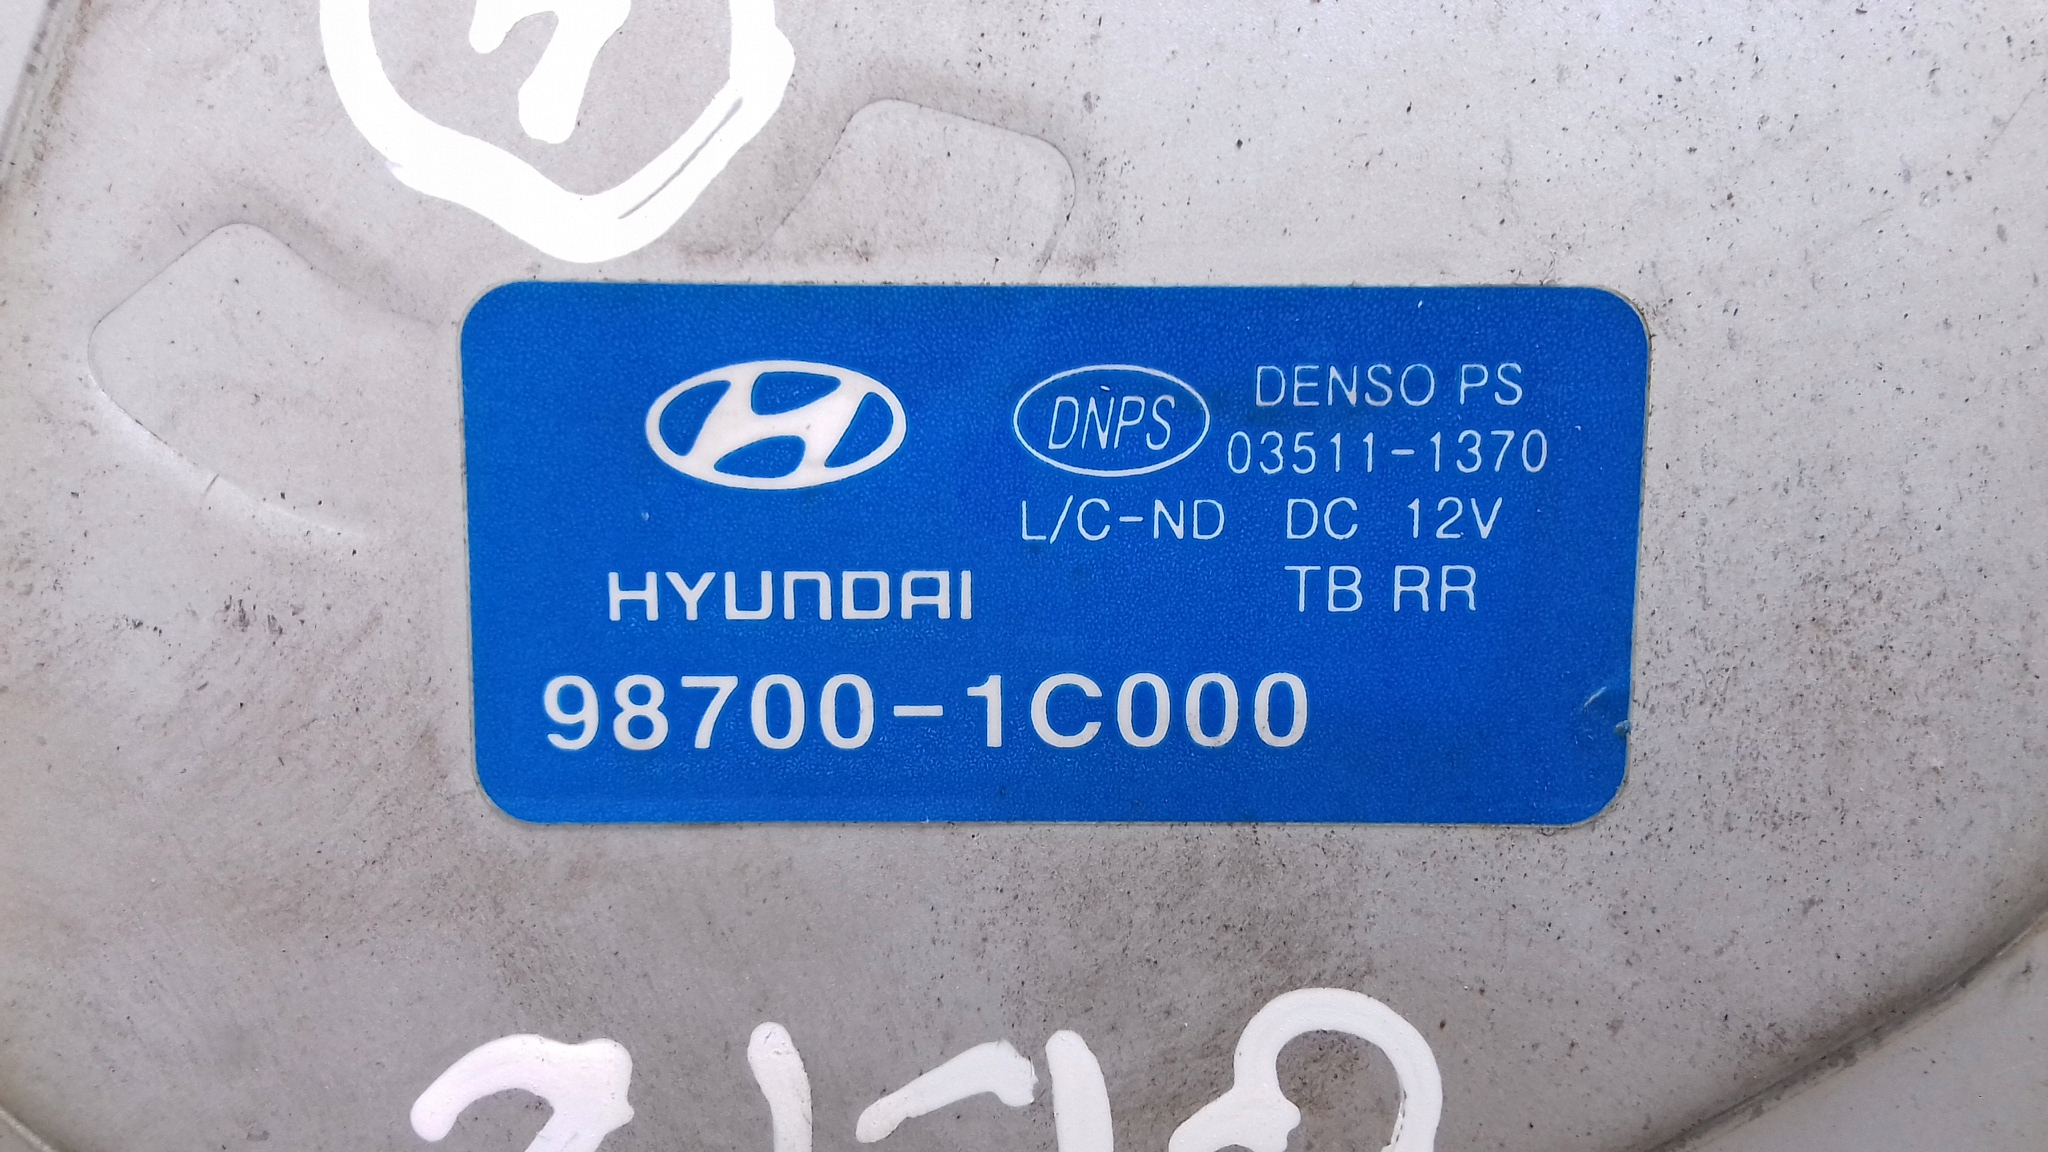 DNPS
DENSO PS
03511-1370
L/C-ND DC 12V
HYUNDAI
TB RR
98700-1C000